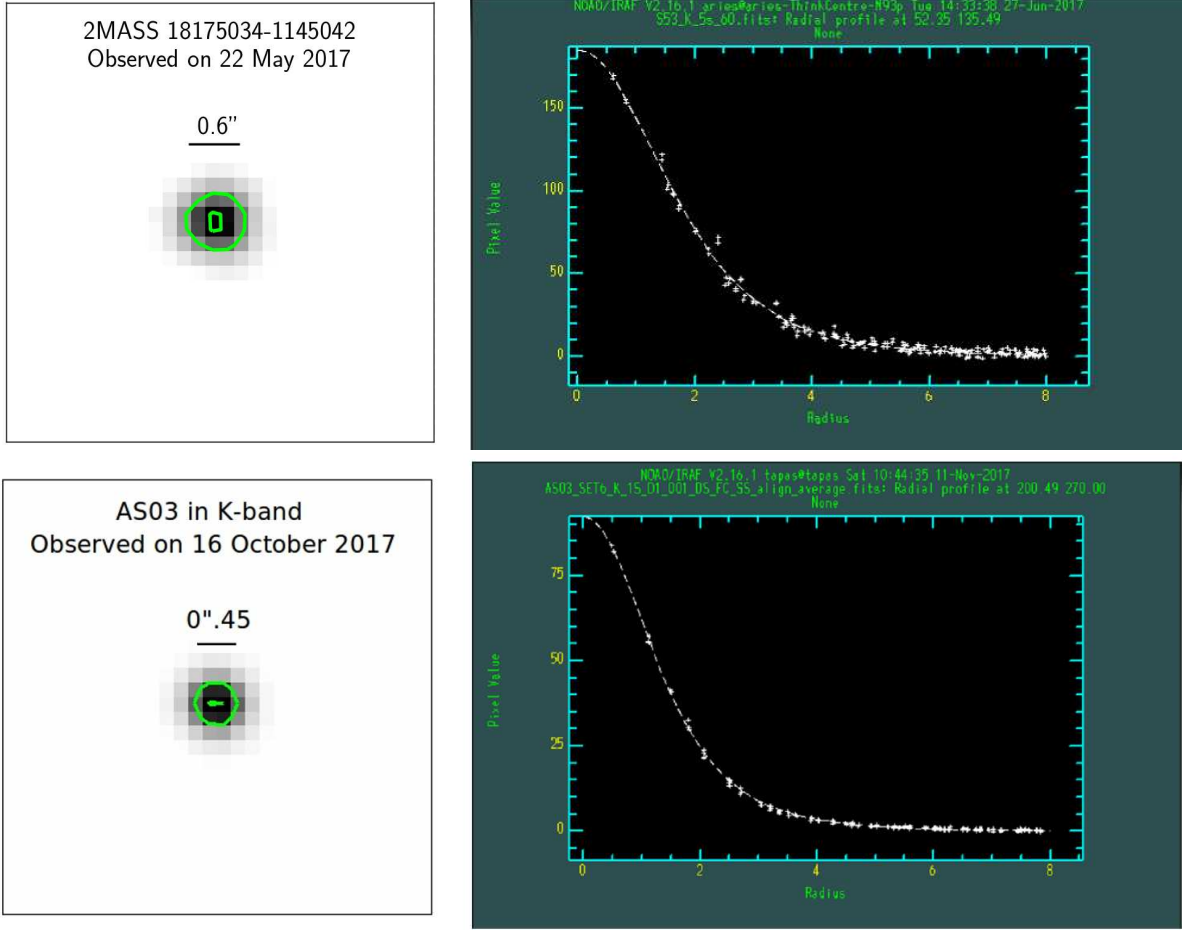 2MASS 18175034-1145042
Observed on 22 May 2017
0.6”
NOAO/IRAF V2.16.1 aries@aries-ThinkCentre-M93p Tue 14:33:38 27-Jun-2017
S53_K_5s_60.fits: Radial profile at 52.35 135.49
None
Pixel Value
150
100
50
0
0 2 4 6 8
Radius
AS03 in K-band
Observed on 16 October 2017
0".45
NOAO/IRAF V2.16.1 tapas@tapas Sat 10:44:35 11-Nov-2017
AS03_SET6_K_1S_D1_001_DS_FC_SS_align_average.fits: Radial profile at 200.49 270.00
None
Pixel Value
75
50
25
0
0 2 4 6 8
Radius